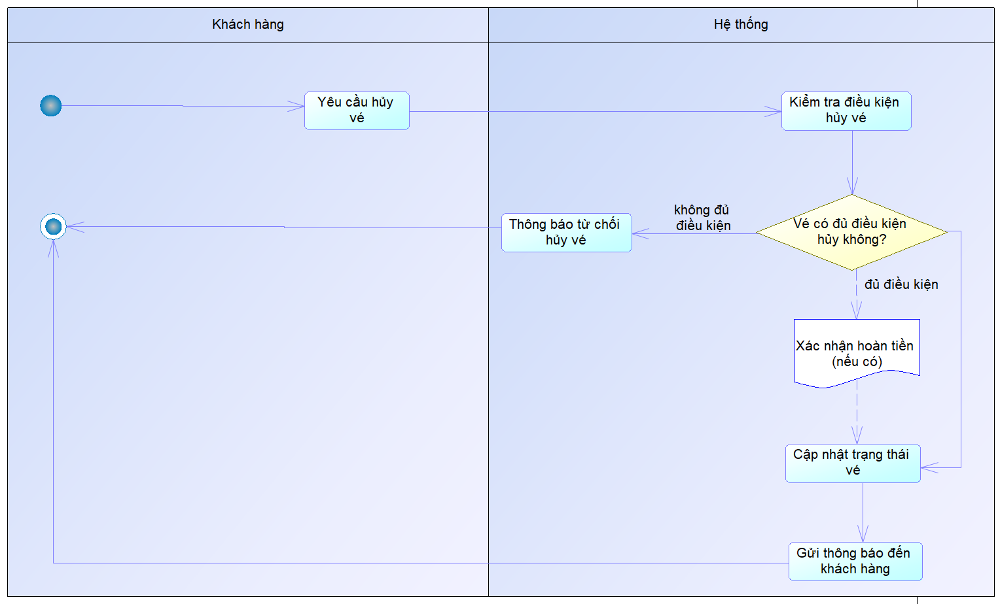 Khách hàng
Hệ thống
Yêu cầu hủy
vé
Kiểm tra điều kiện
hủy vé
Thông báo từ chối
hủy vé
không đủ
điều kiện
Vé có đủ điều kiện
hủy không?
đủ điều kiện
Xác nhận hoàn tiền
(nếu có)
Cập nhật trạng thái
vé
Gửi thông báo đến
khách hàng